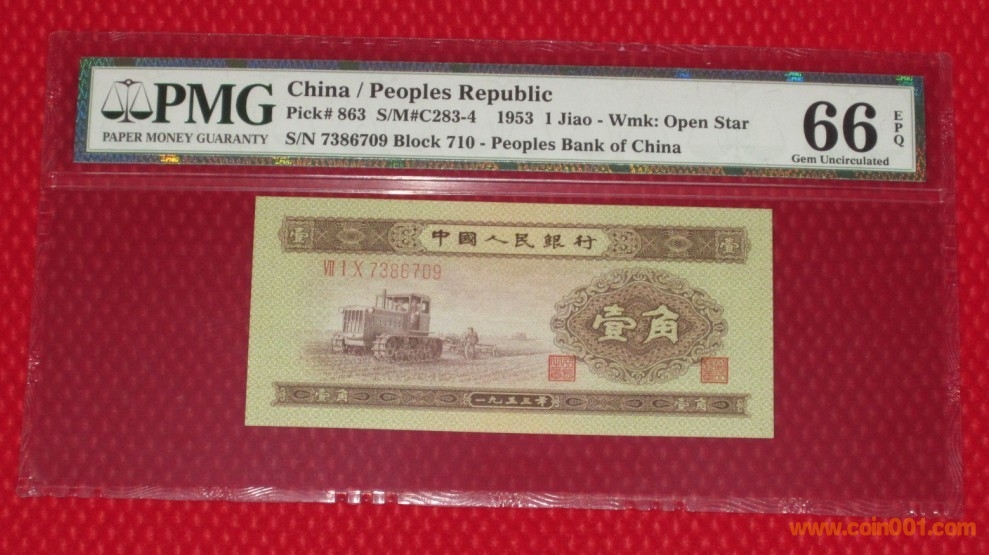 PMG
PAPER MONEY GUARANTY
China / Peoples Republic
Pick# 863 S/M#C283-4 1953 1 Jiao - Wmk: Open Star
S/N 7386709 Block 710 - Peoples Bank of China
66
EPQ
Gem Uncirculated
壹
中國人民銀行
壹
VII I X 7386709
壹角
壹角
一九五三年
壹角
www.coin001.com